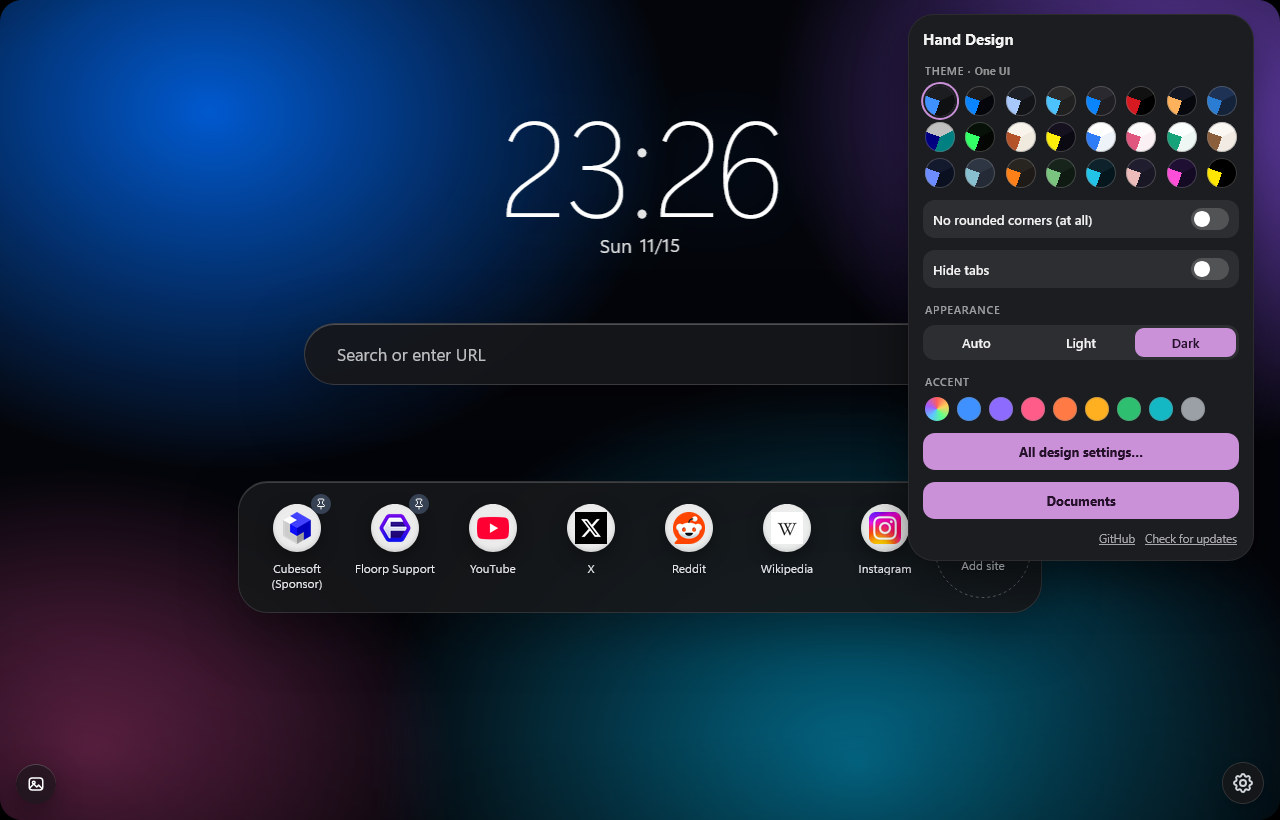 23:26
Sun 11/15
Search or enter URL
Cubesoft
(Sponsor)
Floorp Support
YouTube
X
Reddit
W
Wikipedia
Instagram
Add site
Hand Design
THEME · One UI
No rounded corners (at all)
Hide tabs
APPEARANCE
Auto
Light
Dark
ACCENT
All design settings...
Documents
GitHub
Check for updates